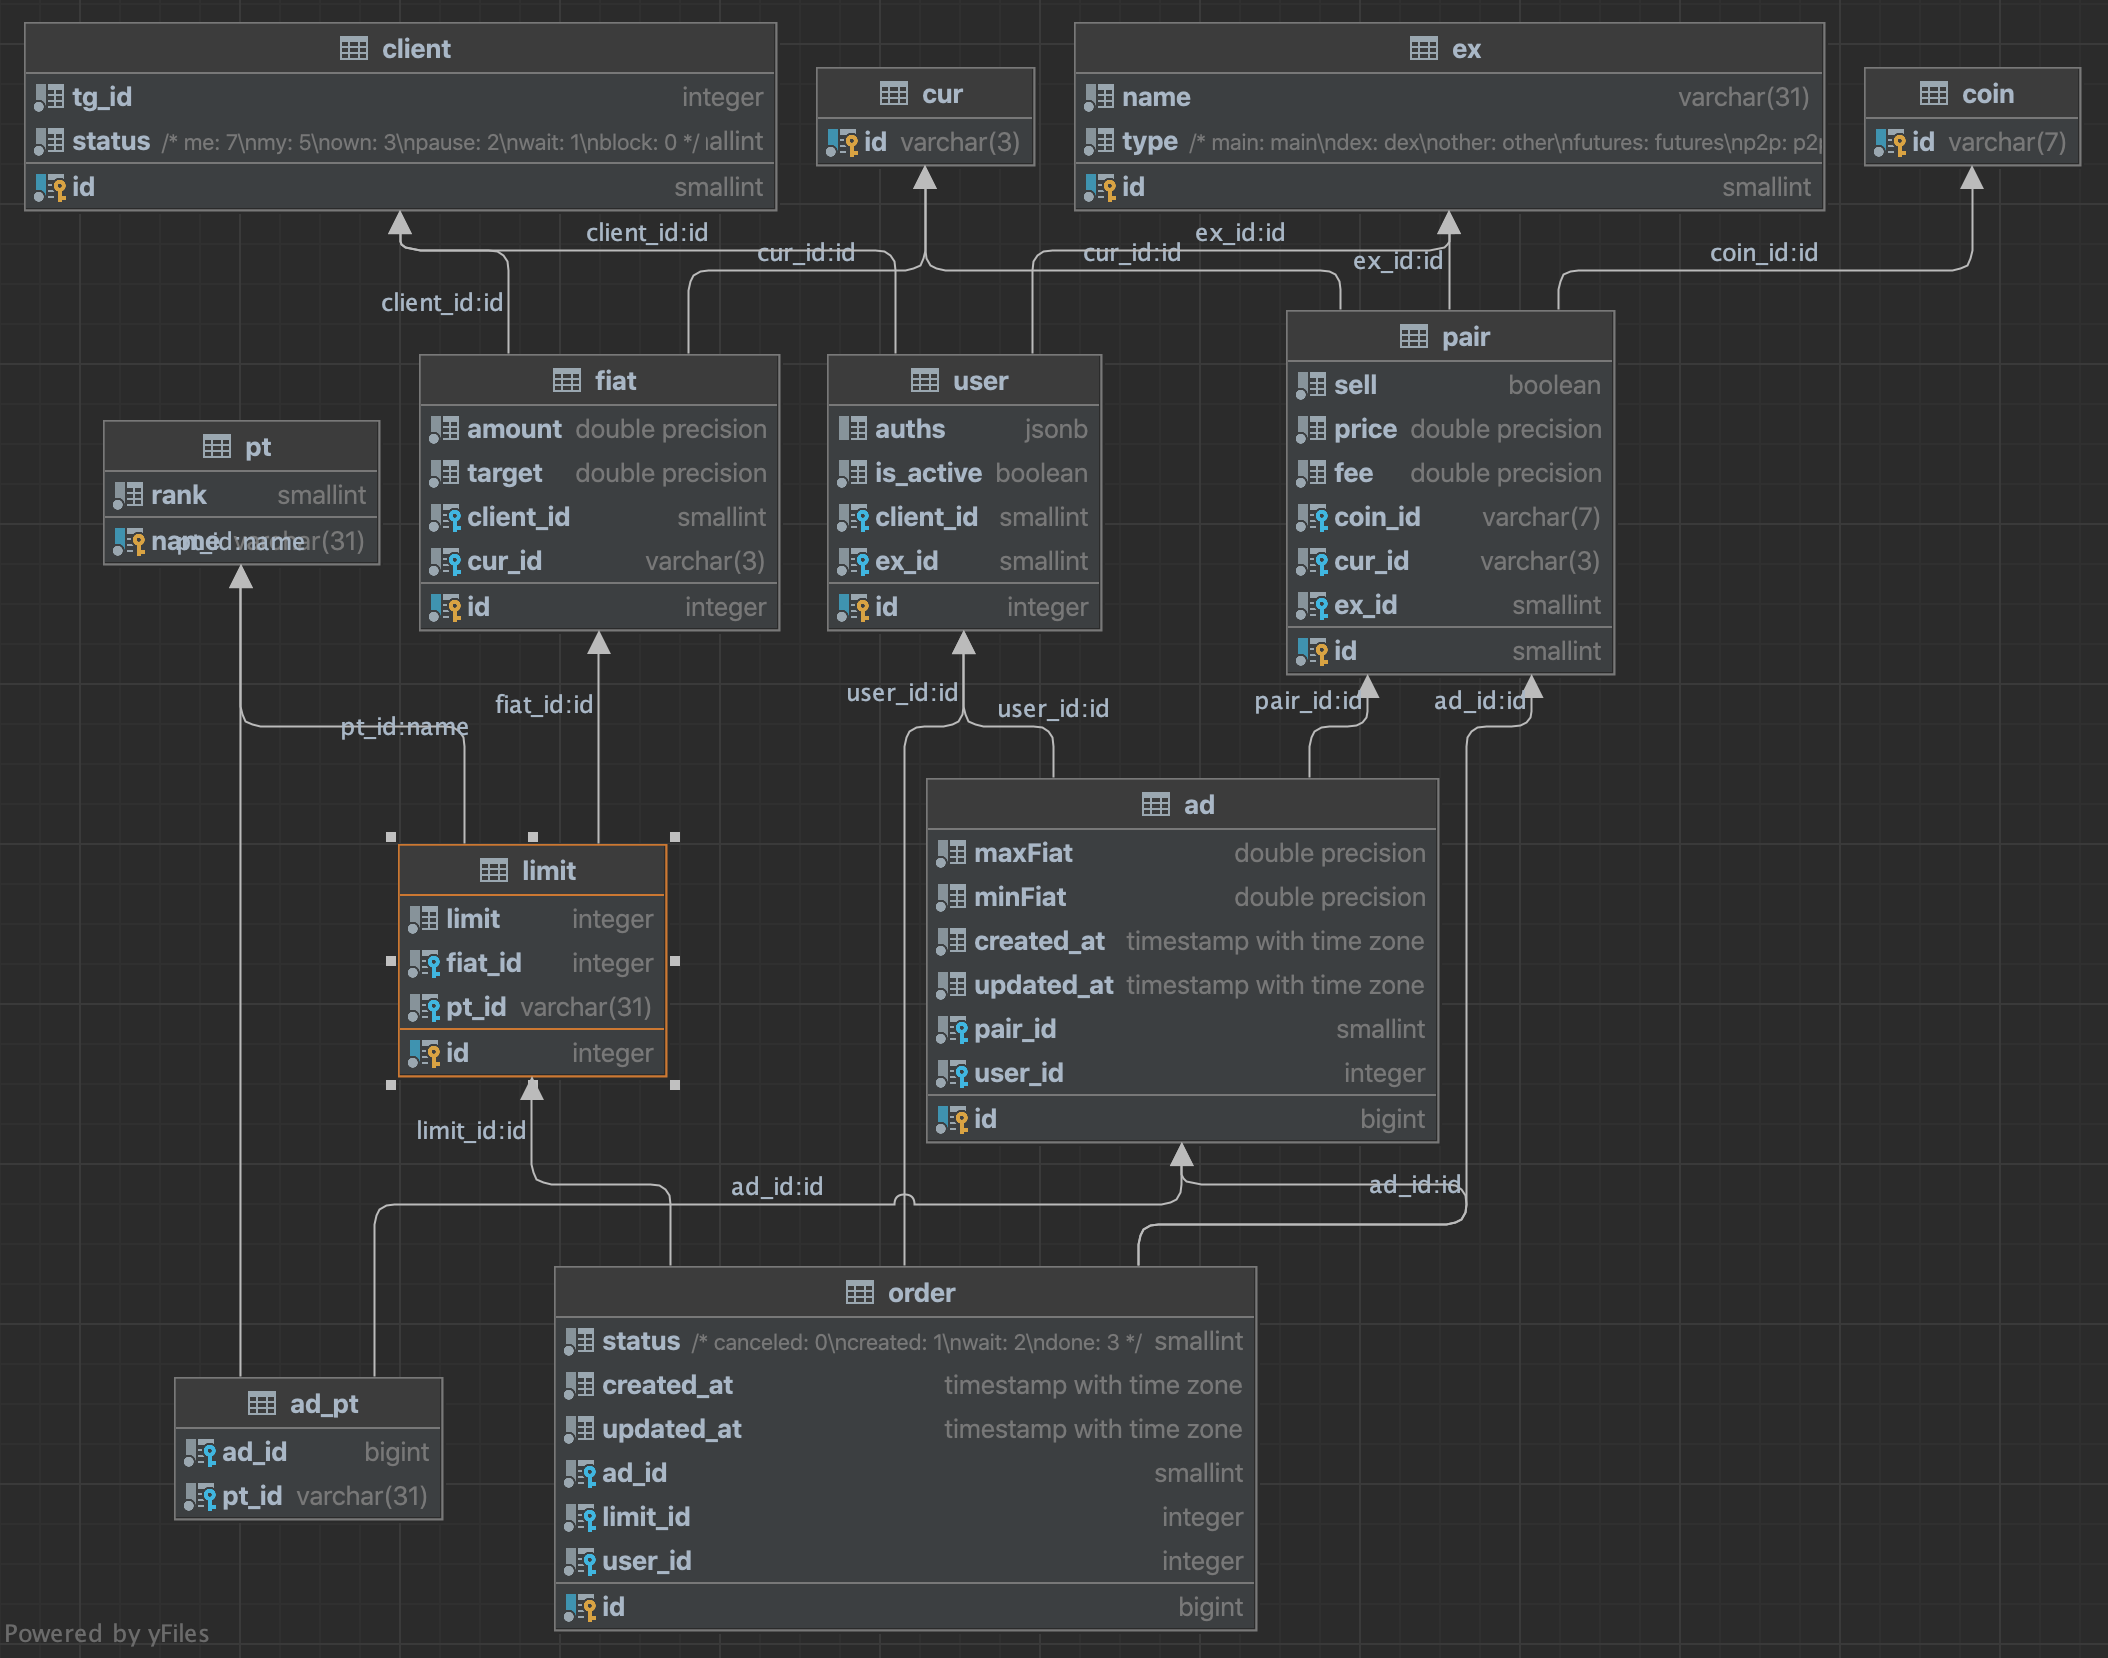 client
tg_id integer
status /* me: 7\nmy: 5\nown: 3\npause: 2\nwait: 1\nblock: 0 */ allint
id smallint
cur
id varchar(3)
ex
name varchar(31)
type /* main: main\ndex: dex\nother: other\nfutures: futures\np2p: p2p
id smallint
coin
id varchar(7)
client_id:id
cur_id:id
cur_id:id
ex_id:id
ex_id:id
coin_id:id
client_id:id
pt
rank smallint
name varchar(31)
pt_id:name
fiat
amount double precision
target double precision
client_id smallint
cur_id varchar(3)
id integer
user
auths jsonb
is_active boolean
client_id smallint
ex_id smallint
id integer
pair
sell boolean
price double precision
fee double precision
coin_id varchar(7)
cur_id varchar(3)
ex_id smallint
id smallint
pt_id:name
fiat_id:id
user_id:id
user_id:id
pair_id:id
ad_id:id
limit
limit integer
fiat_id integer
pt_id varchar(31)
id integer
ad
maxFiat double precision
minFiat double precision
created_at timestamp with time zone
updated_at timestamp with time zone
pair_id smallint
user_id integer
id bigint
limit_id:id
ad_id:id
ad_id:id
ad_pt
ad_id bigint
pt_id varchar(31)
order
status /* canceled: 0\ncreated: 1\nwait: 2\ndone: 3 */ smallint
created_at timestamp with time zone
updated_at timestamp with time zone
ad_id smallint
limit_id integer
user_id integer
id bigint
Powered by yFiles